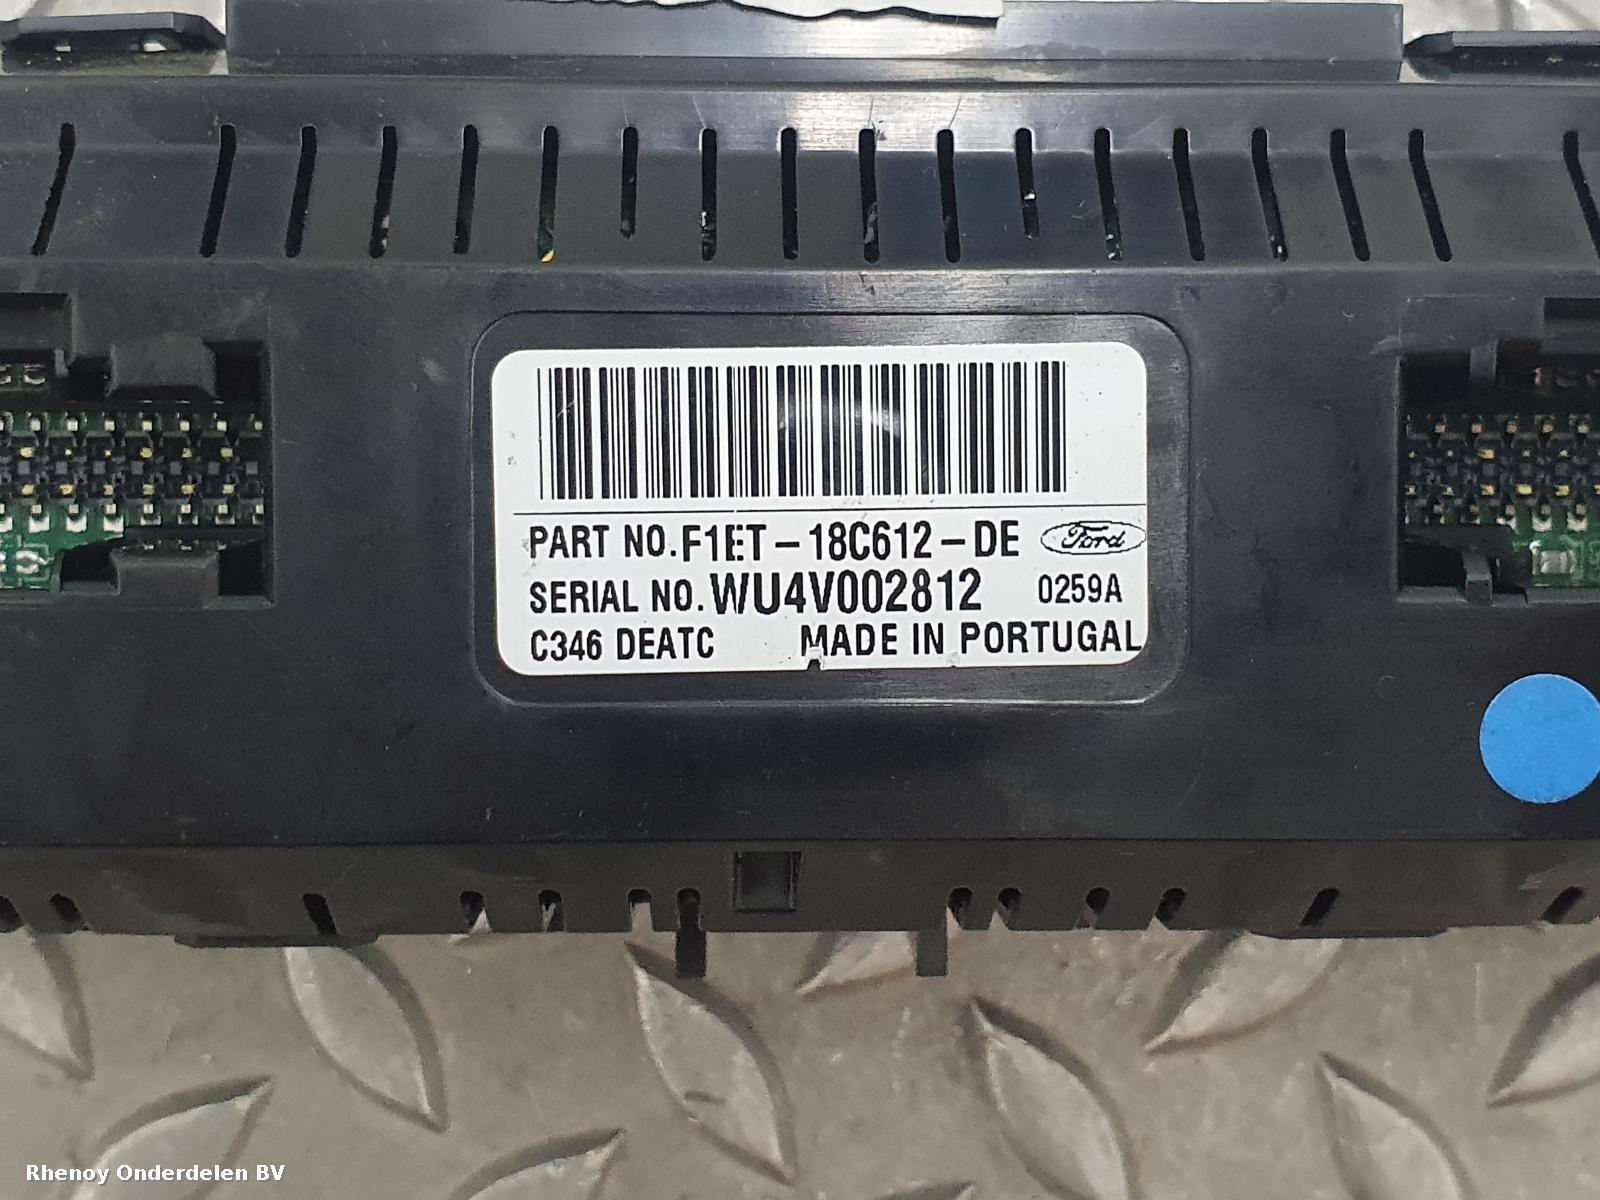 PART NO.F1ET-18C612-DE Ford
SERIAL NO.WU4V002812 0259A
C346 DEATC MADE IN PORTUGAL
Rhenoy Onderdelen BV